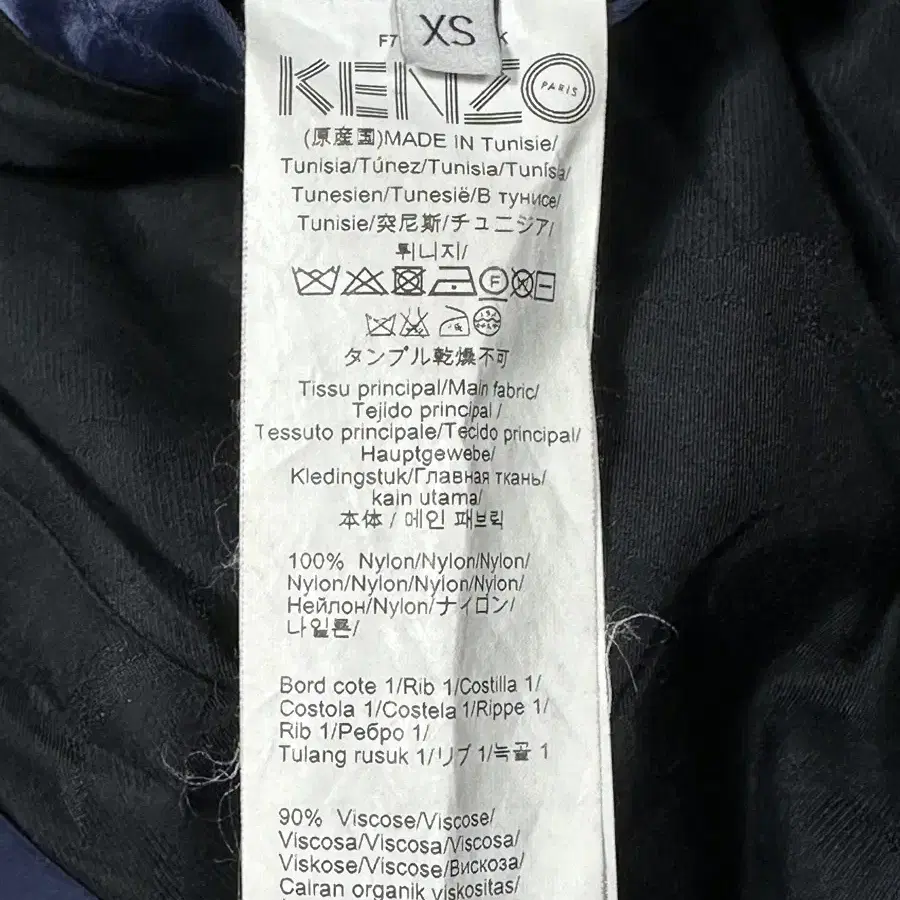 XS
F7 K
KENZO
PARIS
(原産国)MADE IN Tunisie/
Tunisia/Túnez/Tunisia/Tunísa/
Tunesien/Tunesië/В тунисе/
Tunisie/突尼斯/チュニジア/
튀니지/
F
タンブル乾燥不可
Tissu principal/Main fabric/
Tejido principal /
Tessuto principale/Tecido principal/
Hauptgewebe/
Kledingstuk/Главная ткань/
kain utama/
本体 / 메인 패브릭
100% Nylon/Nylon/Nylon/
Nylon/Nylon/Nylon/Nylon/
Нейлон/Nylon/ナイロン/
나일론/
Bord cote 1/Rib 1/Costilla 1/
Costola 1/Costela 1/Rippe 1/
Rib 1/Ребро 1/
Tulang rusuk 1/リブ 1/늑골 1
90% Viscose/Viscose/
Viscosa/Viscosa/Viscosa/
Viskose/Viscose/Вискоза/
Cairan organik viskositas/